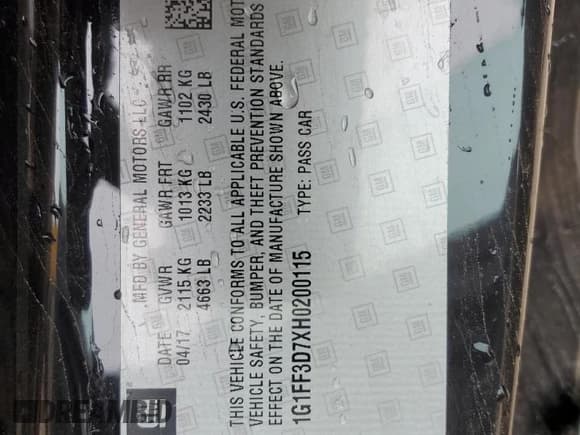 MFD BY GENERAL MOTORS LLC
DATE GVWR GAWR FRT GAWR RR
04/17 2115 KG 1013 KG 1102 KG
4663 LB 2233 LB 2430 LB
THIS VEHICLE CONFORMS TO ALL APPLICABLE U.S. FEDERAL MOT
VEHICLE SAFETY, BUMPER, AND THEFT PREVENTION STANDARDS
EFFECT ON THE DATE OF MANUFACTURE SHOWN ABOVE.
1G1FF3D7XH0200115 TYPE: PASS CAR
GM
DREAMBID